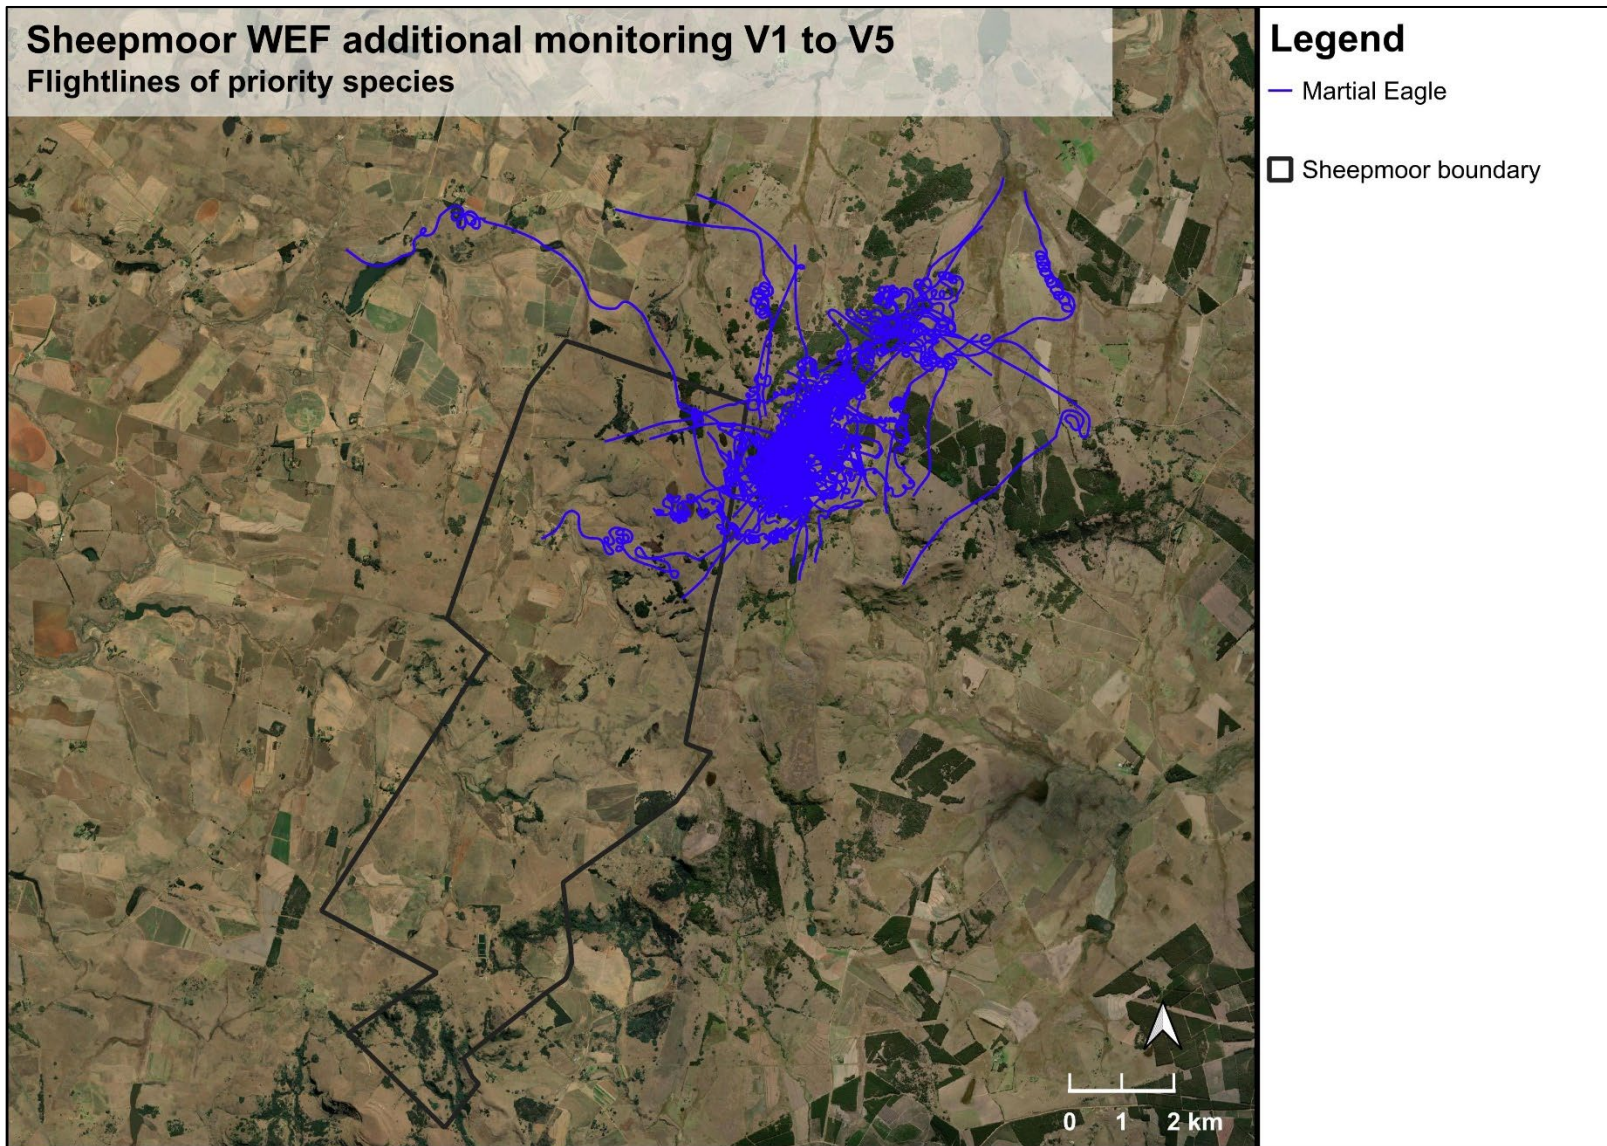 Sheepmoor WEF additional monitoring V1 to V5
Flightlines of priority species
Legend
Martial Eagle
Sheepmoor boundary
0 1 2 km